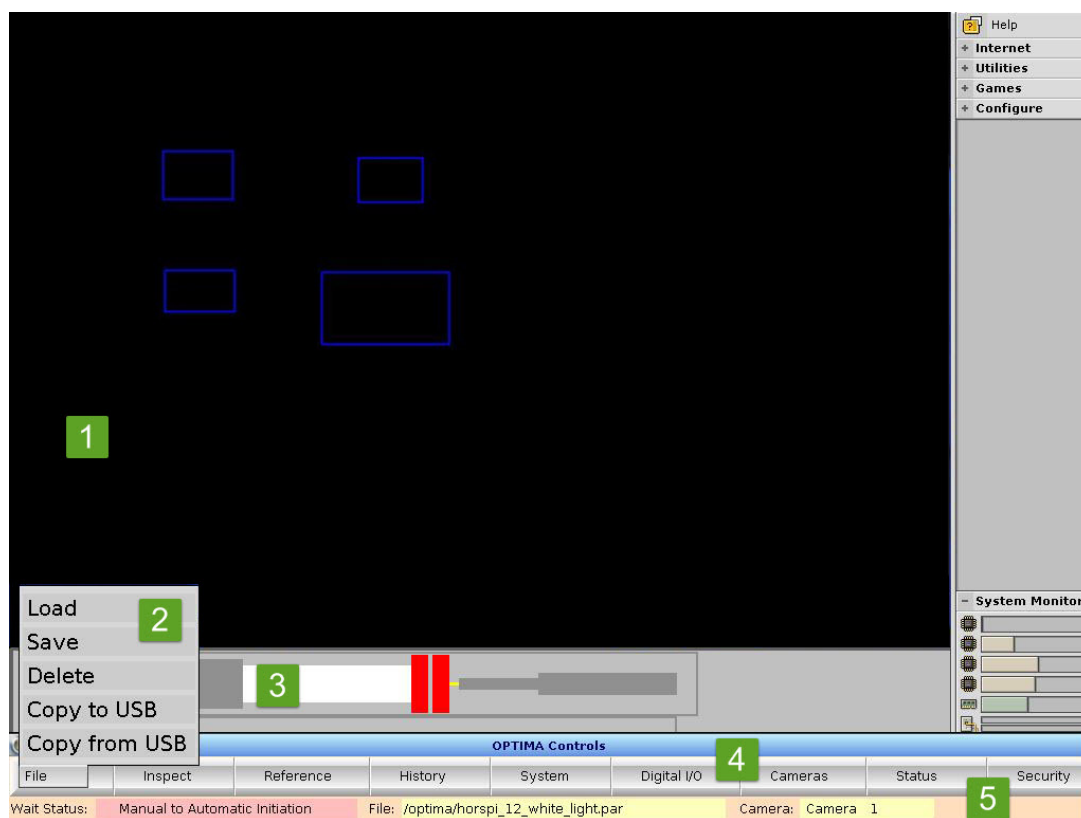 Help
+ Internet
+ Utilities
+ Games
+ Configure
1
Load
2
Save
Delete
Copy to USB
Copy from USB
3
− System Monitor
OPTIMA Controls
4
File Inspect Reference History System Digital I/O Cameras Status Security
Wait Status: Manual to Automatic Initiation File: /optima/horspi_12_white_light.par Camera: Camera 1
5